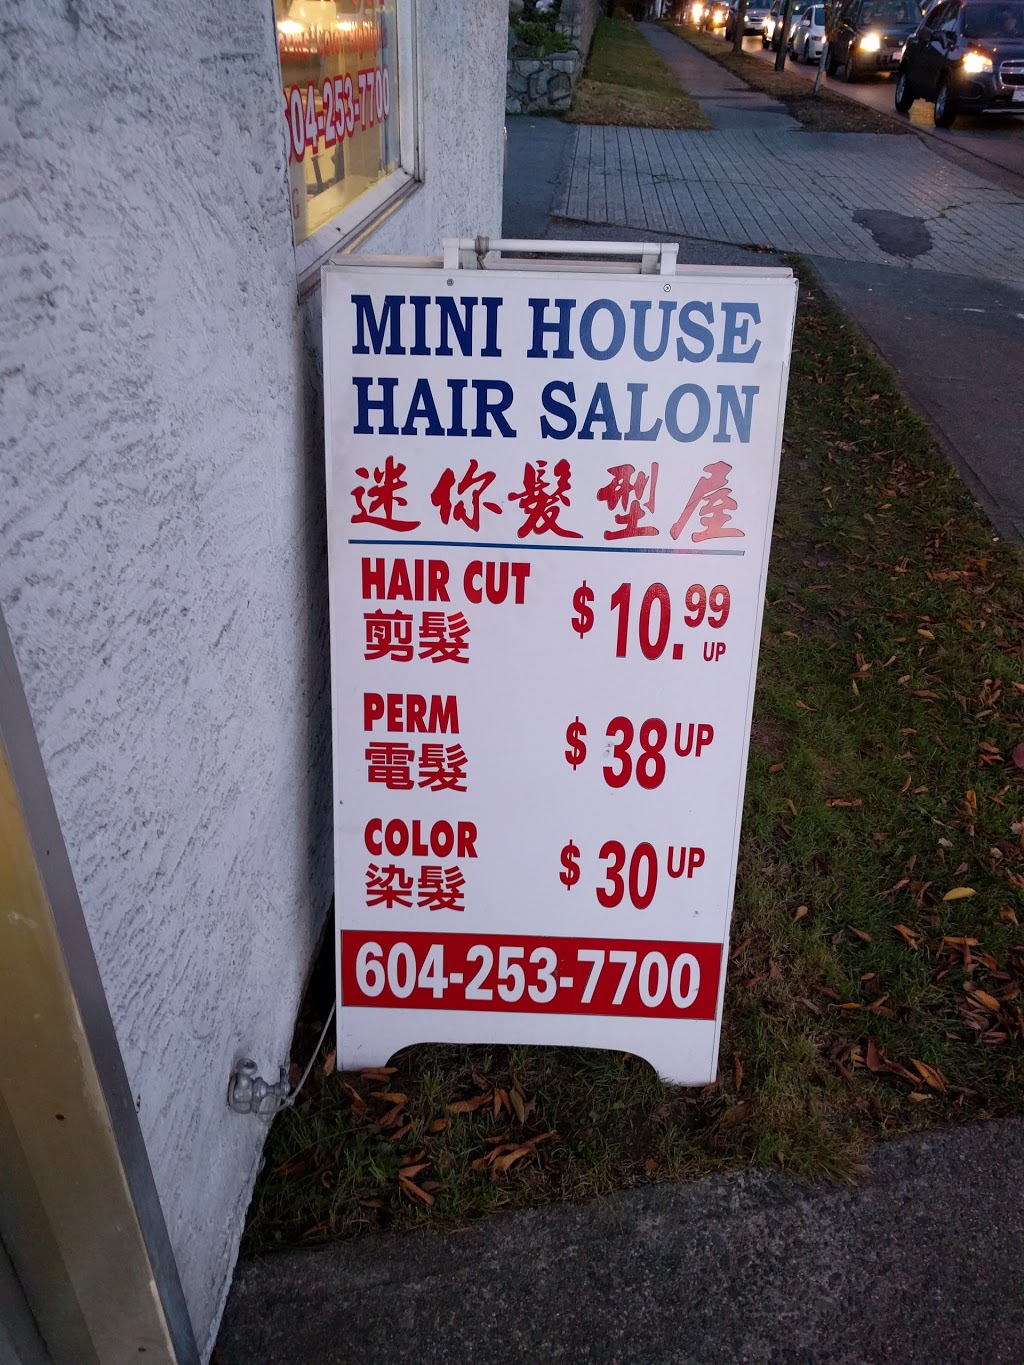 604-253-7700
MINI HOUSE
HAIR SALON
迷你髮型屋
HAIR CUT
剪髮
$10.99 UP
PERM
電髮
$38 UP
COLOR
染髮
$30 UP
604-253-7700